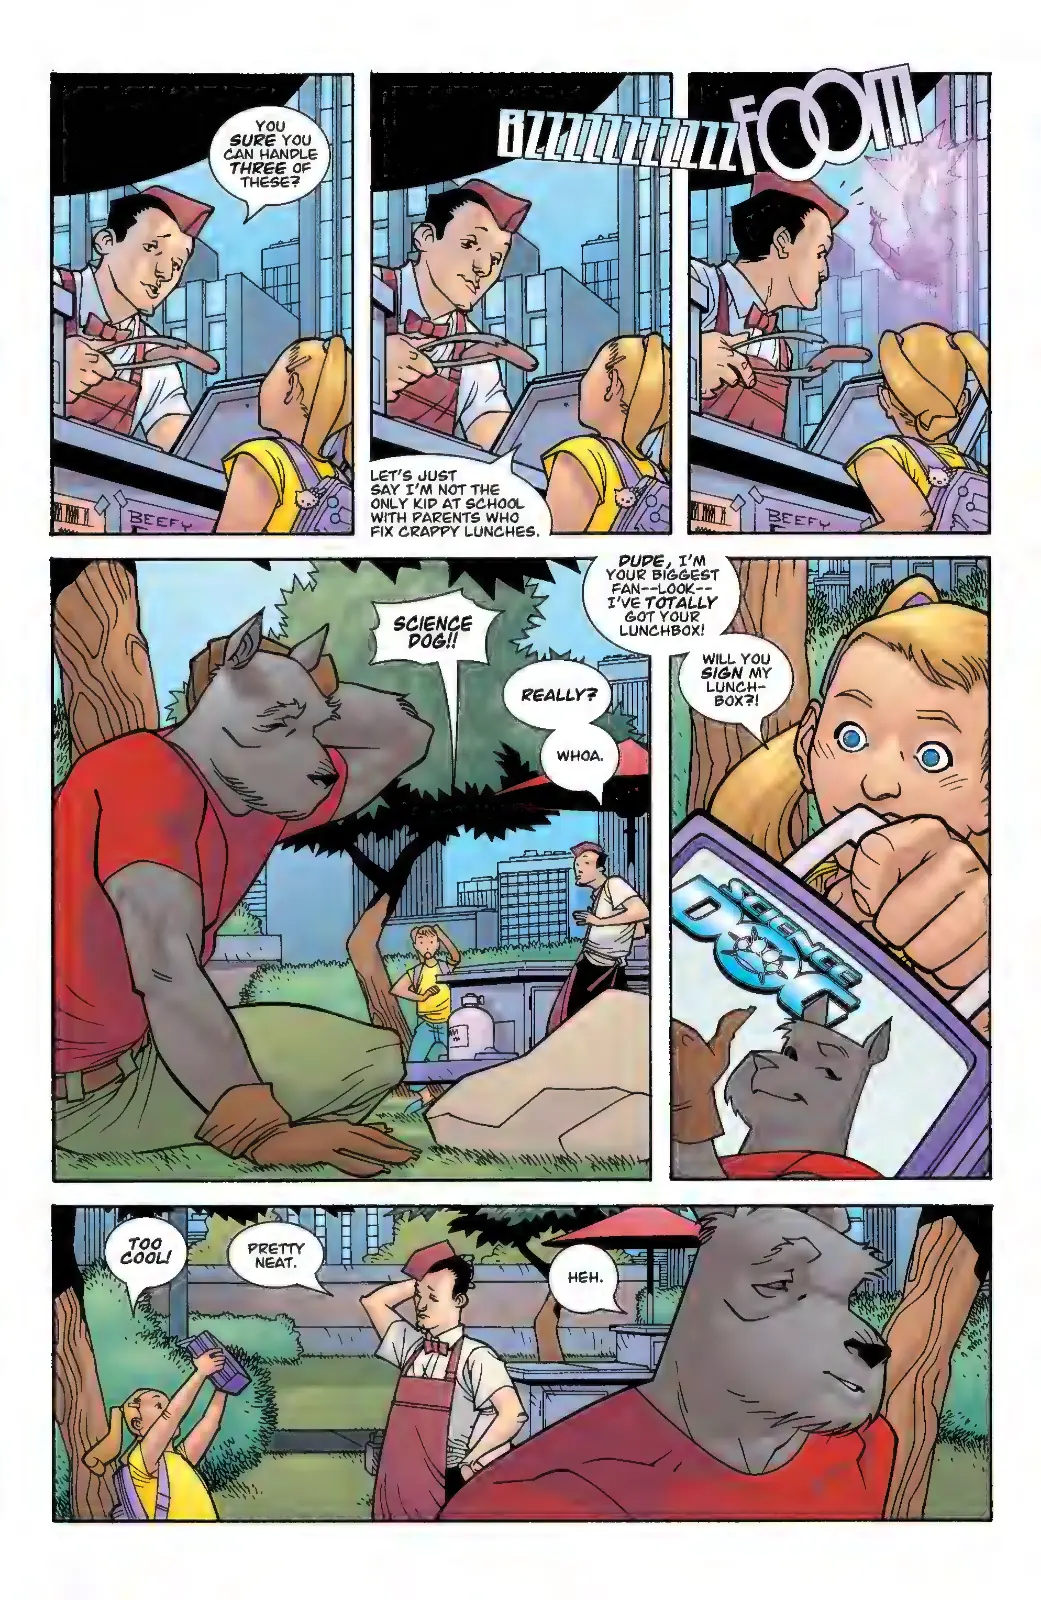 YOU
SURE YOU
CAN HANDLE
THREE OF
THESE?
LET'S JUST
SAY I'M NOT THE
ONLY KID AT SCHOOL
WITH PARENTS WHO
FIX CRAPPY LUNCHES.
BZZZZZZZZZZZZ
FOOM
BEEFY
BEEFY
SCIENCE
DOG!!
REALLY?
WHOA.
DUDE, I'M
YOUR BIGGEST
FAN--LOOK--
I'VE TOTALLY
GOT YOUR
LUNCHBOX!
WILL YOU
SIGN MY
LUNCH-
BOX?!
SCIENCE
DOG
TOO
COOL!
PRETTY
NEAT.
HEH.